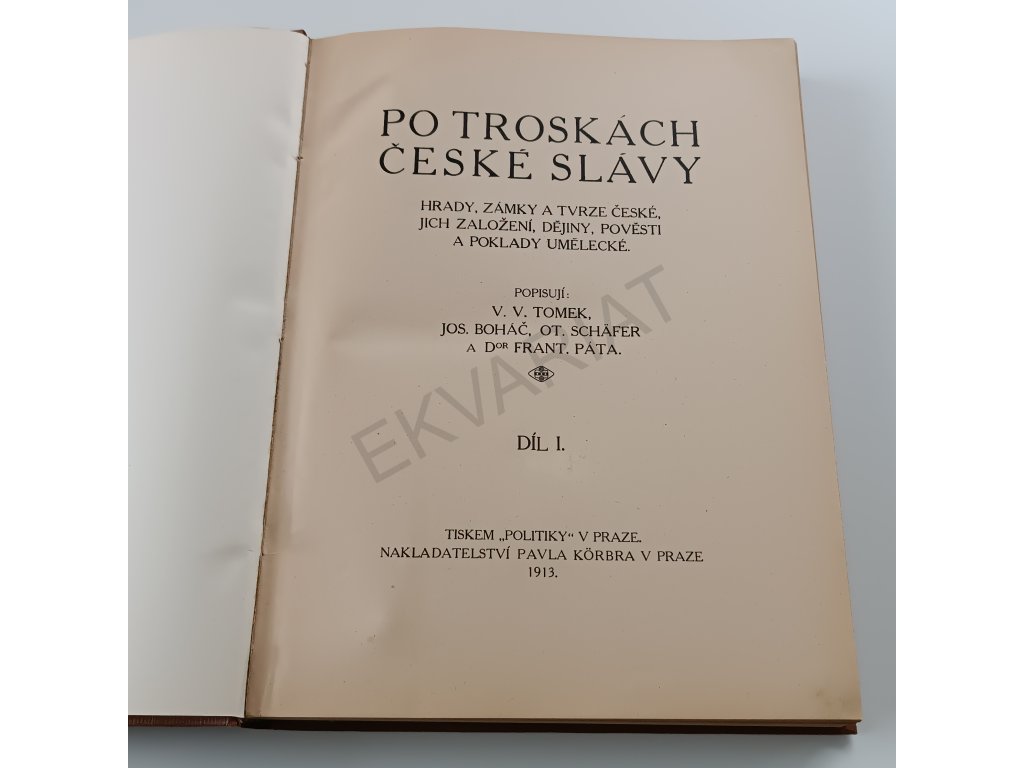 PO TROSKÁCH
ČESKÉ SLÁVY
HRADY, ZÁMKY A TVRZE ČESKÉ,
JICH ZALOŽENÍ, DĚJINY, POVĚSTI
A POKLADY UMĚLECKÉ.
POPISUJÍ:
V. V. TOMEK,
JOS. BOHÁČ, OT. SCHÄFER
A DOR FRANT. PÁTA.
EKVARIAT
DÍL I.
TISKEM „POLITIKY“ V PRAZE.
NAKLADATELSTVÍ PAVLA KÖRBRA V PRAZE
1913.